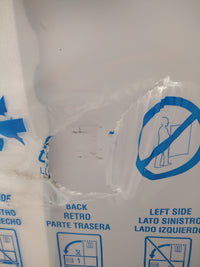 BACK
RETRO
PARTE TRASERA
LEFT SIDE
LATO SINISTRO
LADO IZQUIERDO